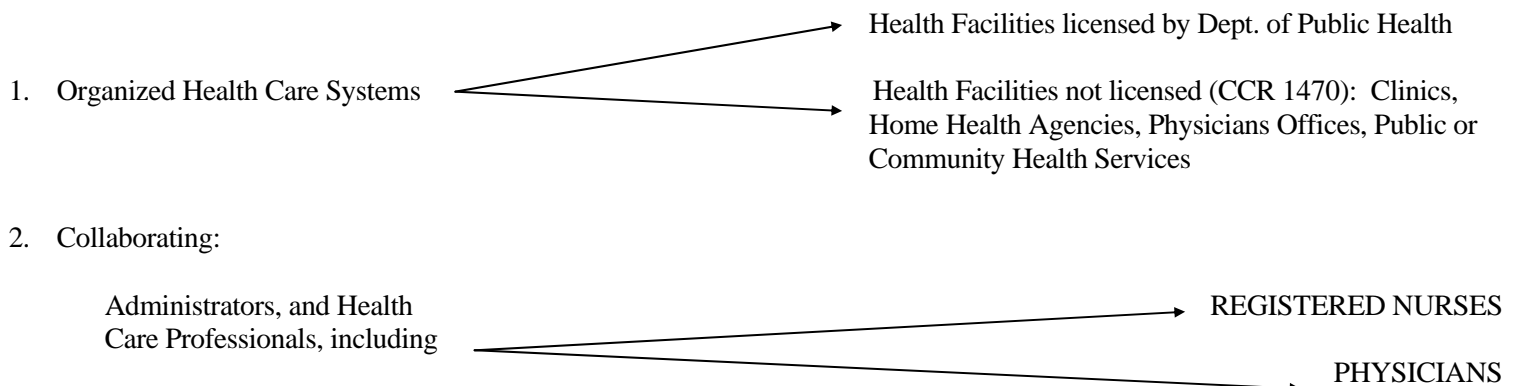 Health Facilities licensed by Dept. of Public Health
1. Organized Health Care Systems
Health Facilities not licensed (CCR 1470): Clinics,
Home Health Agencies, Physicians Offices, Public or
Community Health Services
2. Collaborating:
Administrators, and Health
Care Professionals, including
REGISTERED NURSES
PHYSICIANS